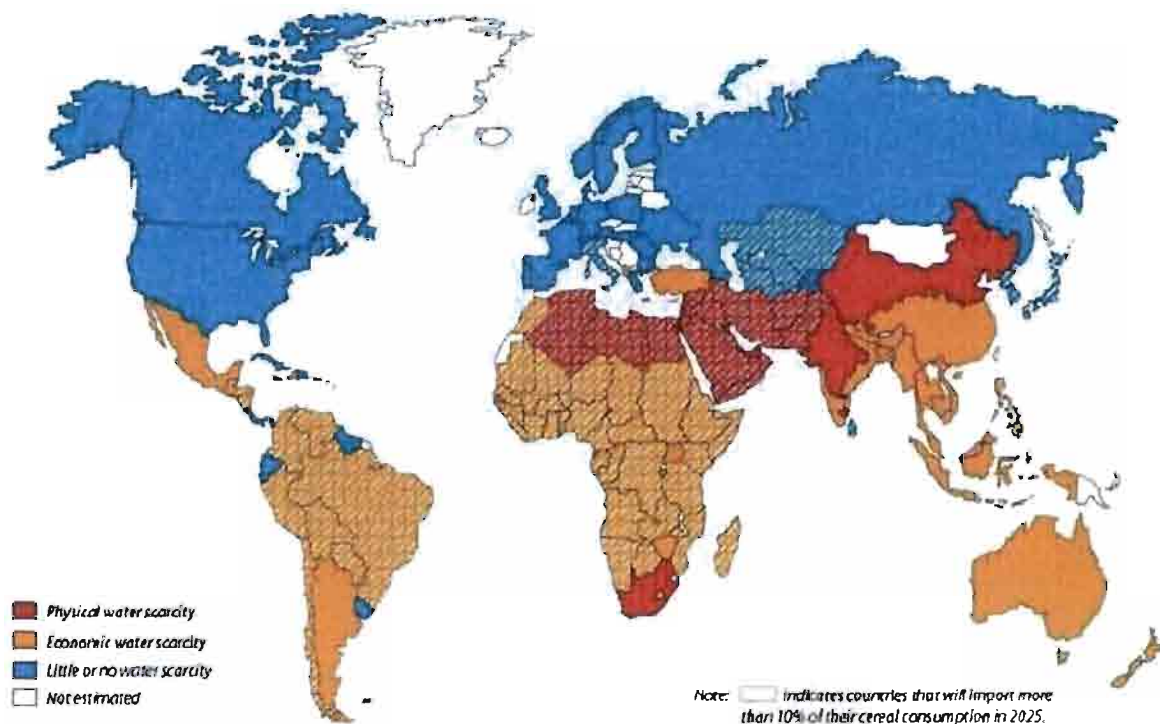 Physical water scarcity
Economic water scarcity
Little or no water scarcity
Not estimated
Note: indicates countries that will import more
than 10% of their cereal consumption in 2025.